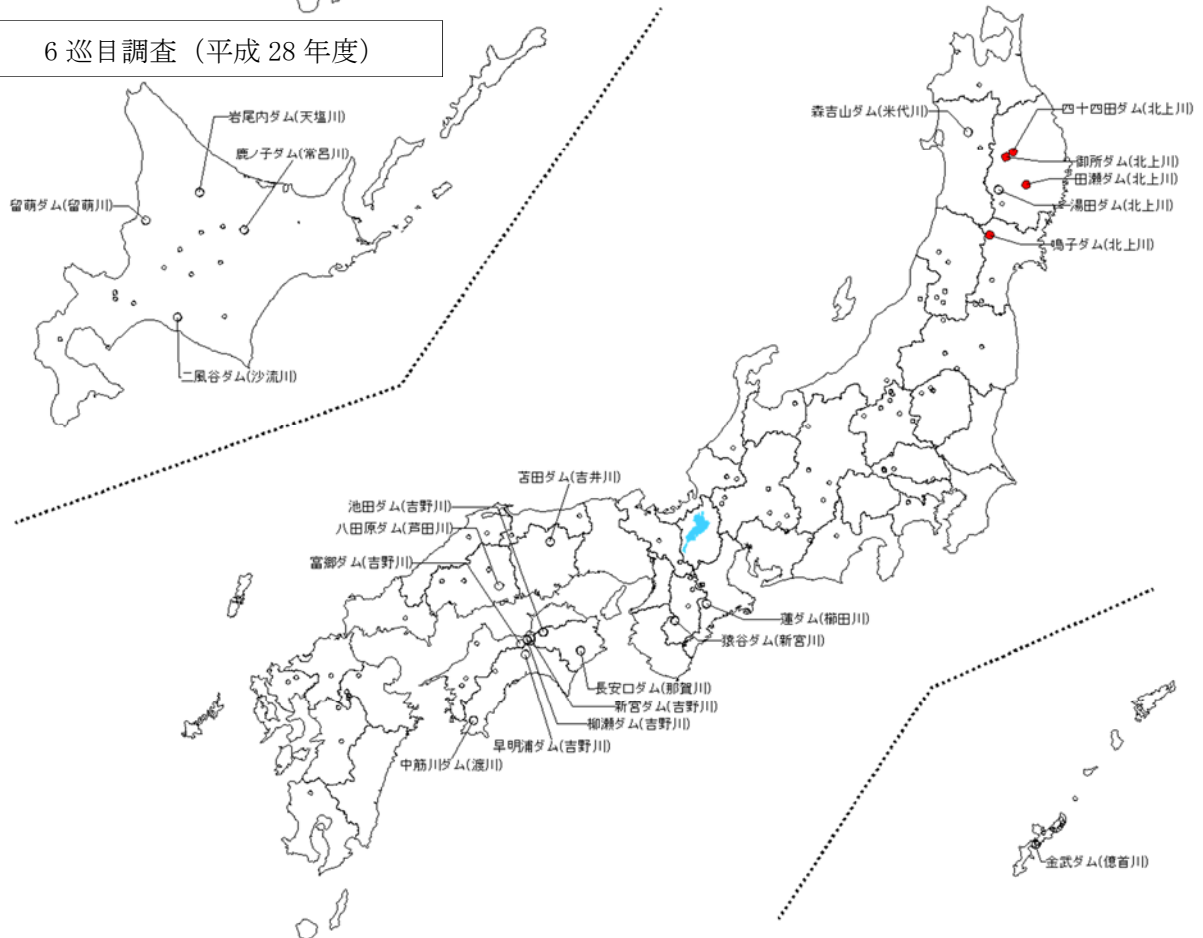 6 巡目調査（平成 28 年度）
岩尾内ダム(天塩川)
鹿ノ子ダム(常呂川)
留萌ダム(留萌川)
二風谷ダム(沙流川)
森吉山ダム(米代川)
四十四田ダム(北上川)
御所ダム(北上川)
田瀬ダム(北上川)
湯田ダム(北上川)
鳴子ダム(北上川)
苫田ダム(吉井川)
池田ダム(吉野川)
八田原ダム(芦田川)
富郷ダム(吉野川)
蓮ダム(櫛田川)
猿谷ダム(新宮川)
長安口ダム(那賀川)
新宮ダム(吉野川)
柳瀬ダム(吉野川)
早明浦ダム(吉野川)
中筋川ダム(渡川)
金武ダム(億首川)